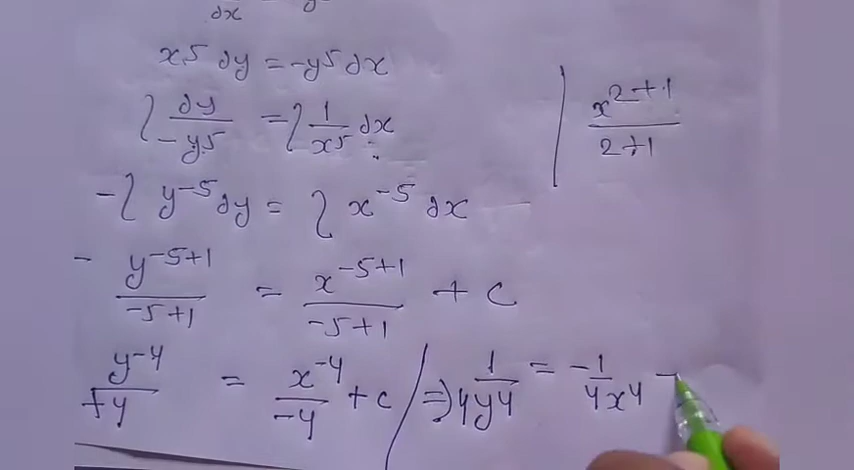 dx
x⁵ dy = -y⁵ dx
∫ dy/-y⁵ = ∫ 1/x⁵ dx
x²⁺¹/2+1
-∫ y⁻⁵ dy = ∫ x⁻⁵ dx
- y⁻⁵⁺¹/-5+1 = x⁻⁵⁺¹/-5+1 + c
y⁻⁴/+4 = x⁻⁴/-4 + c / ⇒ 1/4y⁴ = -1/4x⁴ -